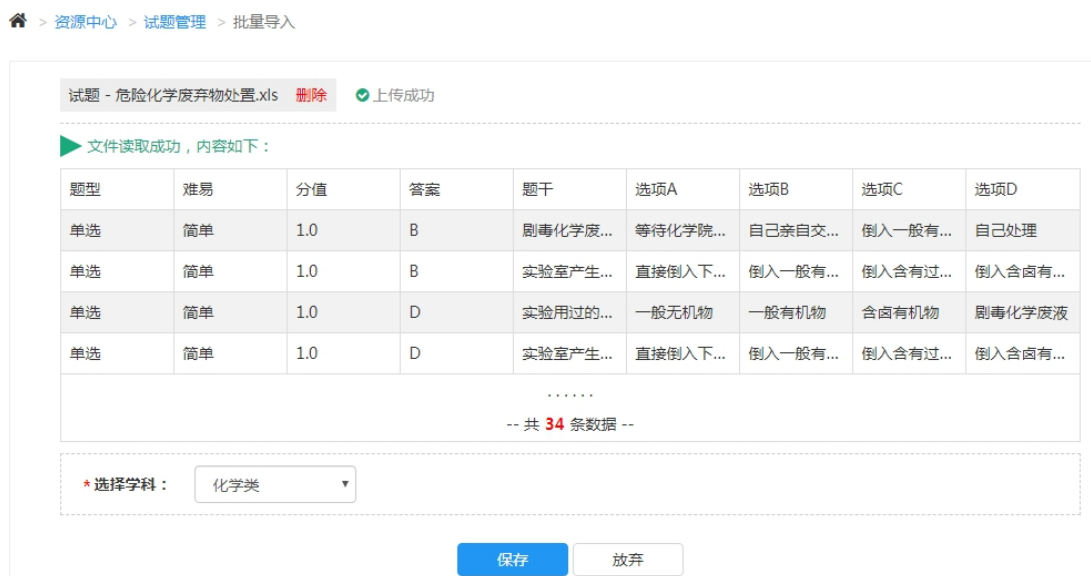 > 资源中心 > 试题管理 > 批量导入
试题 - 危险化学废弃物处置.xls 删除 上传成功
文件读取成功，内容如下：
题型 难易 分值 答案 题干 选项A 选项B 选项C 选项D
单选 简单 1.0 B 剧毒化学废... 等待化学院... 自己亲自交... 倒入一般有... 自己处理
单选 简单 1.0 B 实验室产生... 直接倒入下... 倒入一般有... 倒入含有过... 倒入含卤有...
单选 简单 1.0 D 实验用过的... 一般无机物 一般有机物 含卤有机物 剧毒化学废液
单选 简单 1.0 D 实验室产生... 直接倒入下... 倒入一般有... 倒入含有过... 倒入含卤有...
......
-- 共 34 条数据 --
*选择学科： 化学类
保存 放弃